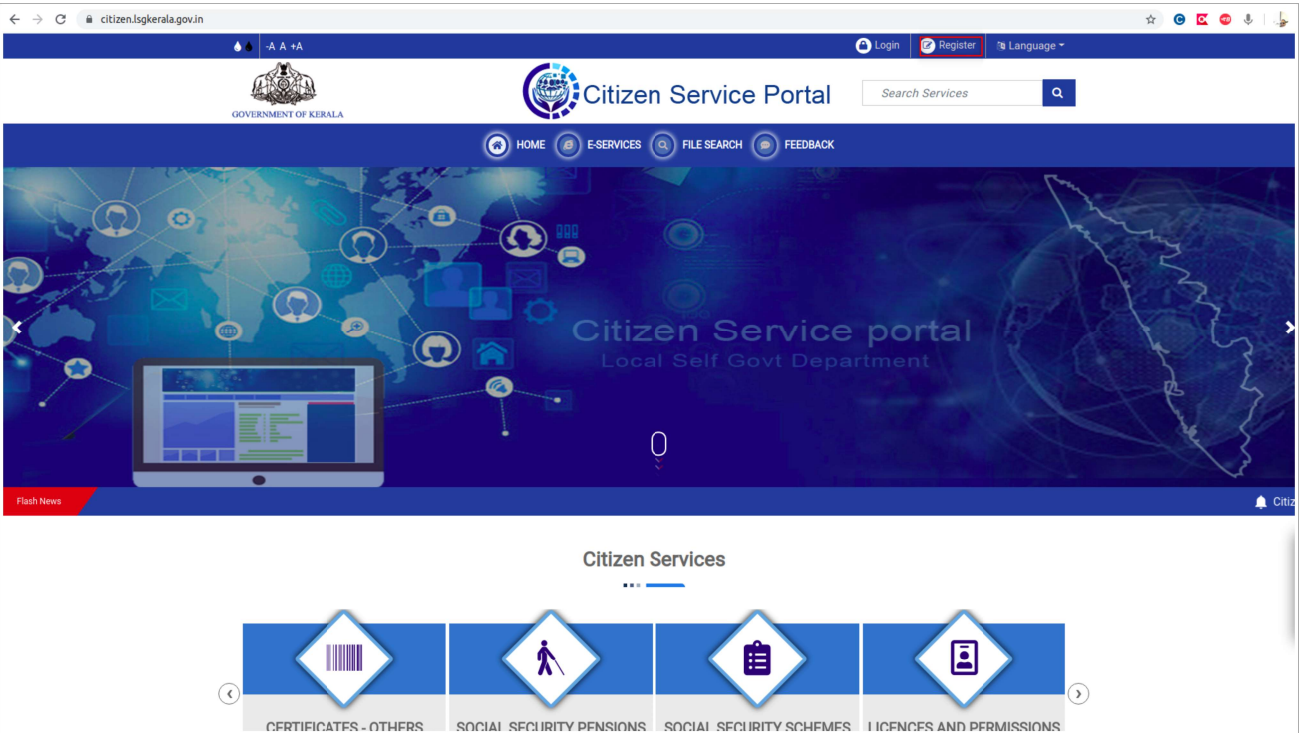 citizen.lsgkerala.gov.in
-A A +A
Login
Register
Language
GOVERNMENT OF KERALA
Citizen Service Portal
Search Services
HOME
E-SERVICES
FILE SEARCH
FEEDBACK
Citizen Service portal
Local Self Govt Department
Flash News
Citiz
Citizen Services
CERTIFICATES - OTHERS
SOCIAL SECURITY PENSIONS
SOCIAL SECURITY SCHEMES
LICENCES AND PERMISSIONS